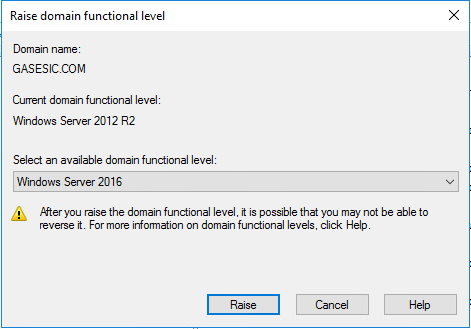 Raise domain functional level
Domain name:
GASESIC.COM
Current domain functional level:
Windows Server 2012 R2
Select an available domain functional level:
Windows Server 2016
After you raise the domain functional level, it is possible that you may not be able to
reverse it. For more information on domain functional levels, click Help.
Raise
Cancel
Help